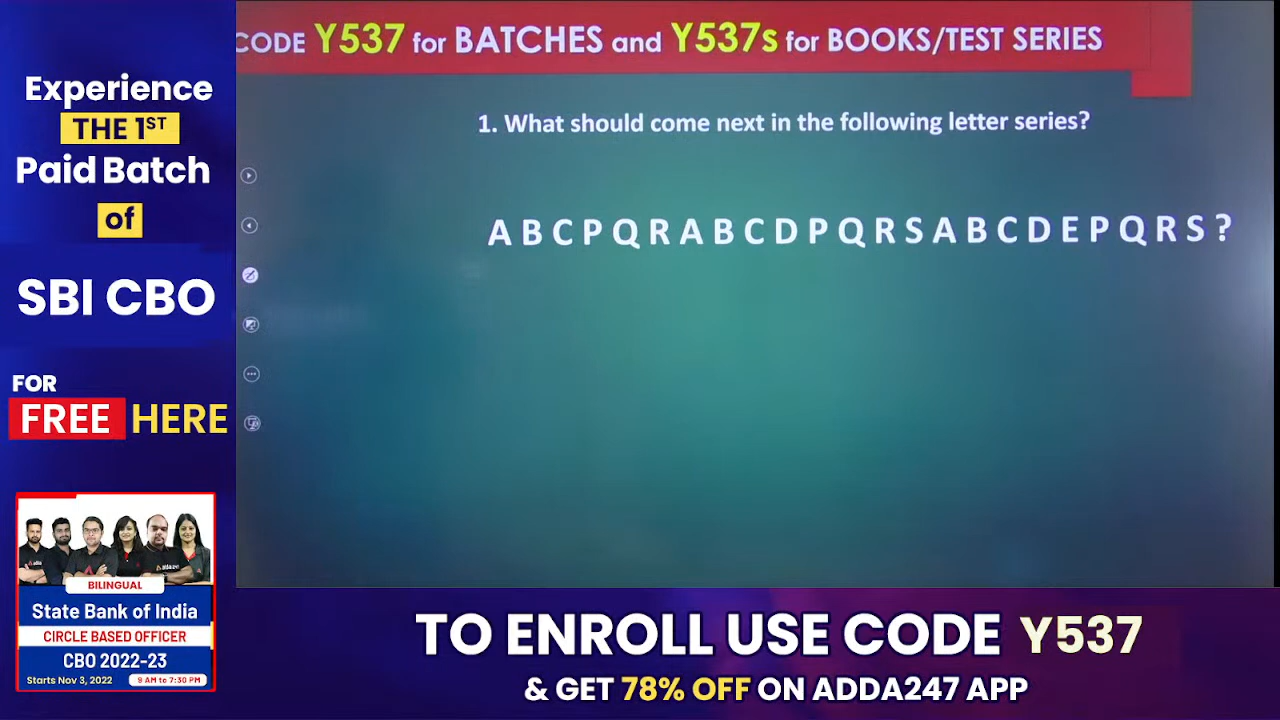 CODE Y537 for BATCHES and Y537s for BOOKS/TEST SERIES
Experience
THE 1ST
Paid Batch
of
SBI CBO
FOR
FREE HERE
BILINGUAL
State Bank of India
CIRCLE BASED OFFICER
CBO 2022-23
Starts Nov 3, 2022 9 AM to 7:30 PM
1. What should come next in the following letter series?
A B C P Q R A B C D P Q R S A B C D E P Q R S ?
TO ENROLL USE CODE Y537
& GET 78% OFF ON ADDA247 APP